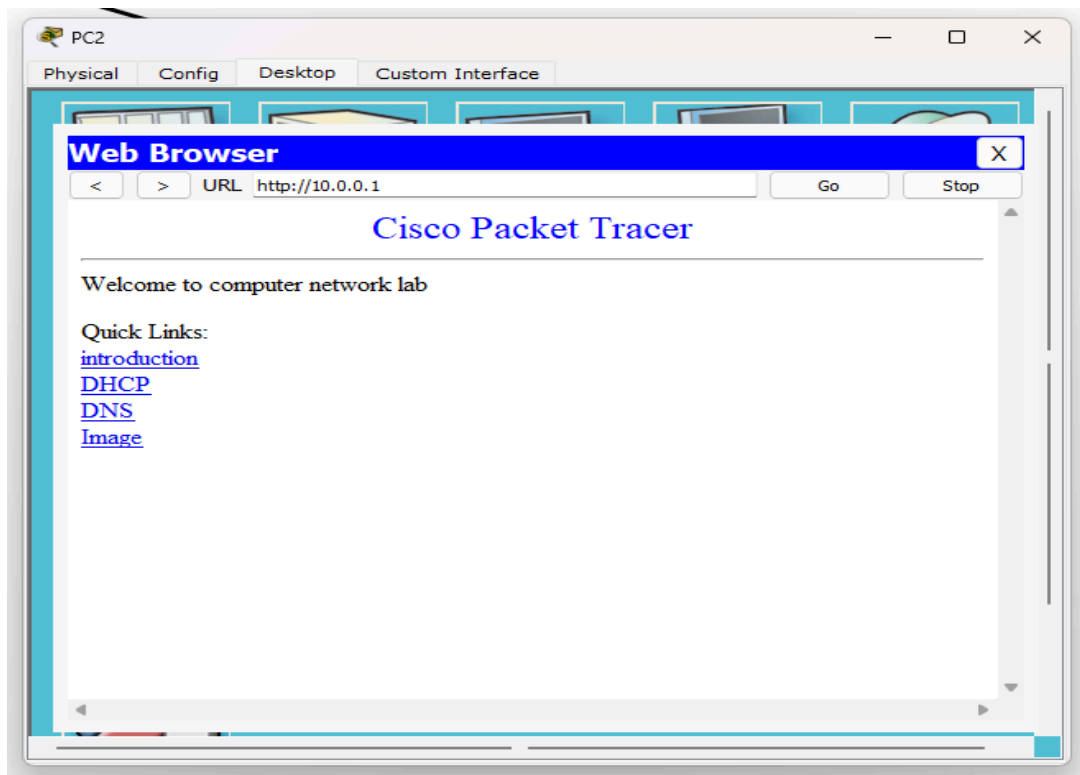 PC2
Physical Config Desktop Custom Interface
Web Browser X
< > URL http://10.0.0.1 Go Stop
Cisco Packet Tracer
Welcome to computer network lab
Quick Links:
introduction
DHCP
DNS
Image